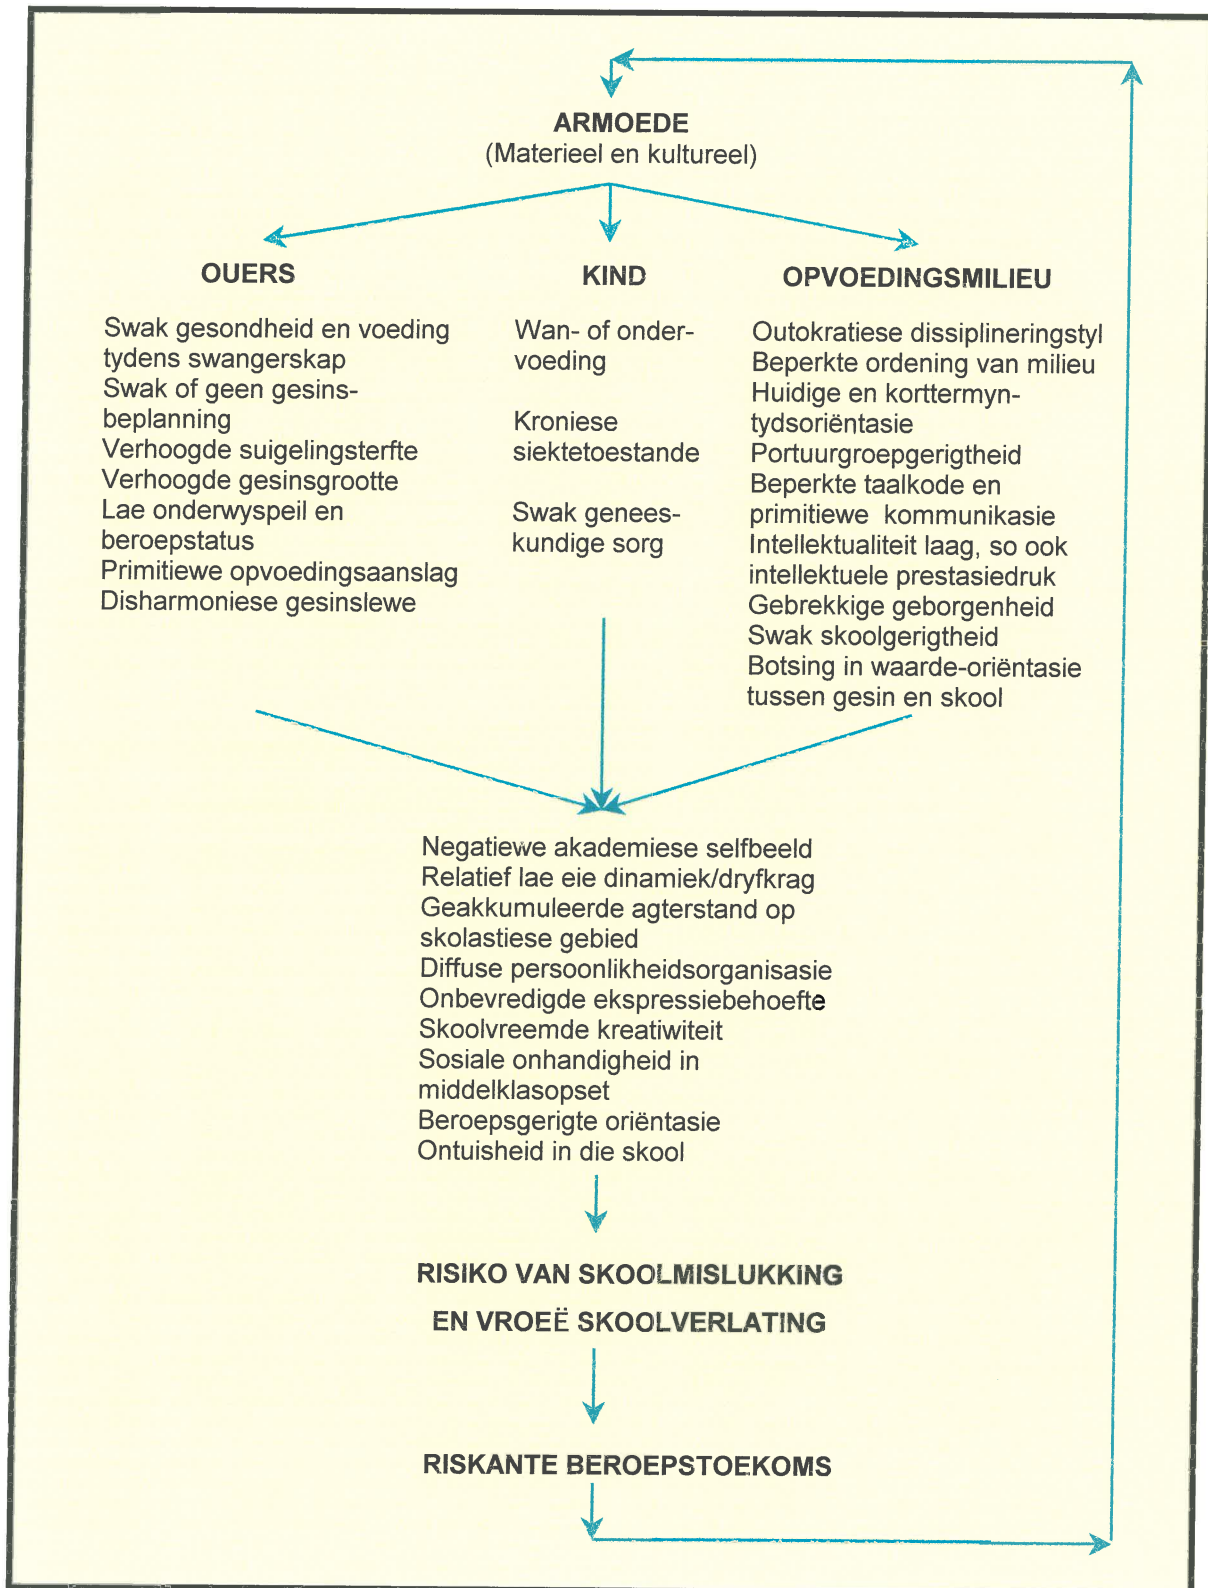 ARMOEDE
(Materieel en kultureel)
OUERS
Swak gesondheid en voeding
tydens swangerskap
Swak of geen gesins-
beplanning
Verhoogde suigelingsterfte
Verhoogde gesinsgrootte
Lae onderwyspeil en
beroepstatus
Primitiewe opvoedingsaanslag
Disharmoniese gesinslewe
KIND
Wan- of onder-
voeding
Kroniese
siektetoestande
Swak genees-
kundige sorg
OPVOEDINGSMILIEU
Outokratiese dissiplineringstyl
Beperkte ordening van milieu
Huidige en korttermyn-
tydsoriëntasie
Portuurgroepgerigtheid
Beperkte taalkode en
primitiewe kommunikasie
Intellektualiteit laag, so ook
intellektuele prestasiedruk
Gebrekkige geborgenheid
Swak skoolgerigtheid
Botsing in waarde-oriëntasie
tussen gesin en skool
Negatiewe akademiese selfbeeld
Relatief lae eie dinamiek/dryfkrag
Geakkumuleerde agterstand op
skolastiese gebied
Diffuse persoonlikheidsorganisasie
Onbevredigde ekspressiebehoefte
Skoolvreemde kreatiwiteit
Sosiale onhandigheid in
middelklasopset
Beroepsgerigte oriëntasie
Ontuisheid in die skool
RISIKO VAN SKOOLMISLUKKING
EN VROEË SKOOLVERLATING
RISKANTE BEROEPSTOEKOMS